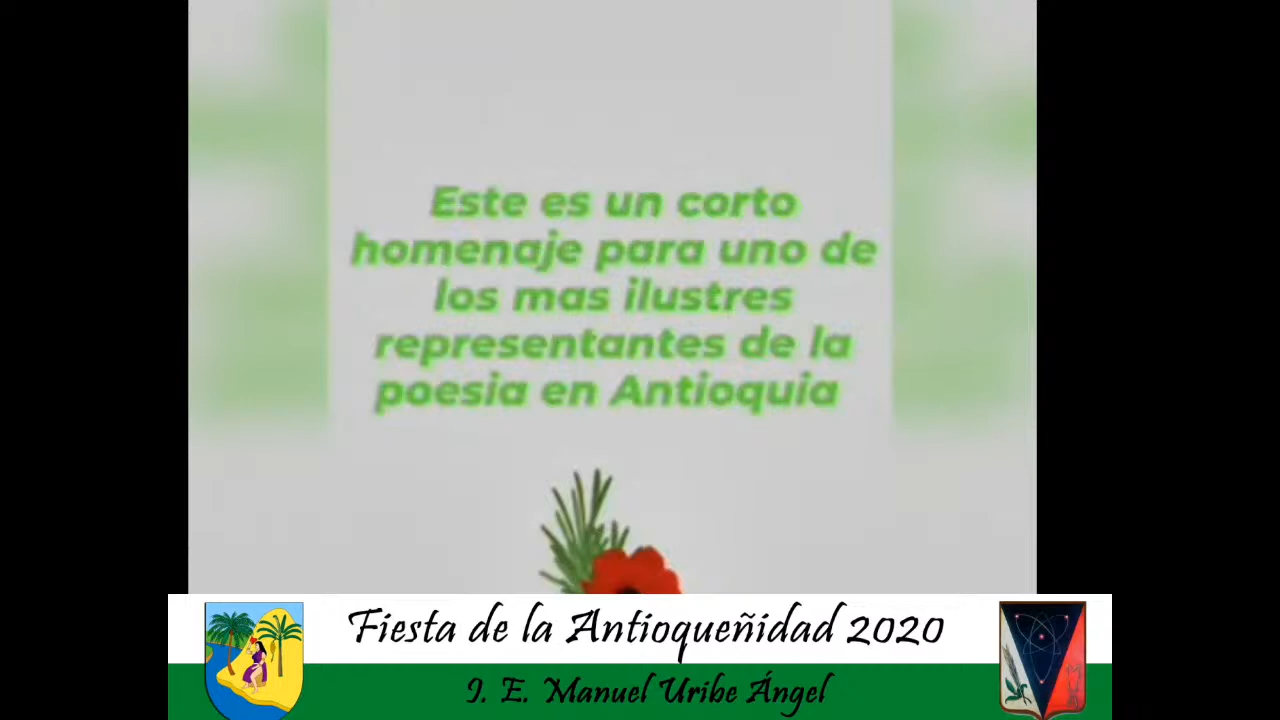 Este es un corto
homenaje para uno de
los mas ilustres
representantes de la
poesia en Antioquia
Fiesta de la Antioqueñidad 2020
I. E. Manuel Uribe Ángel